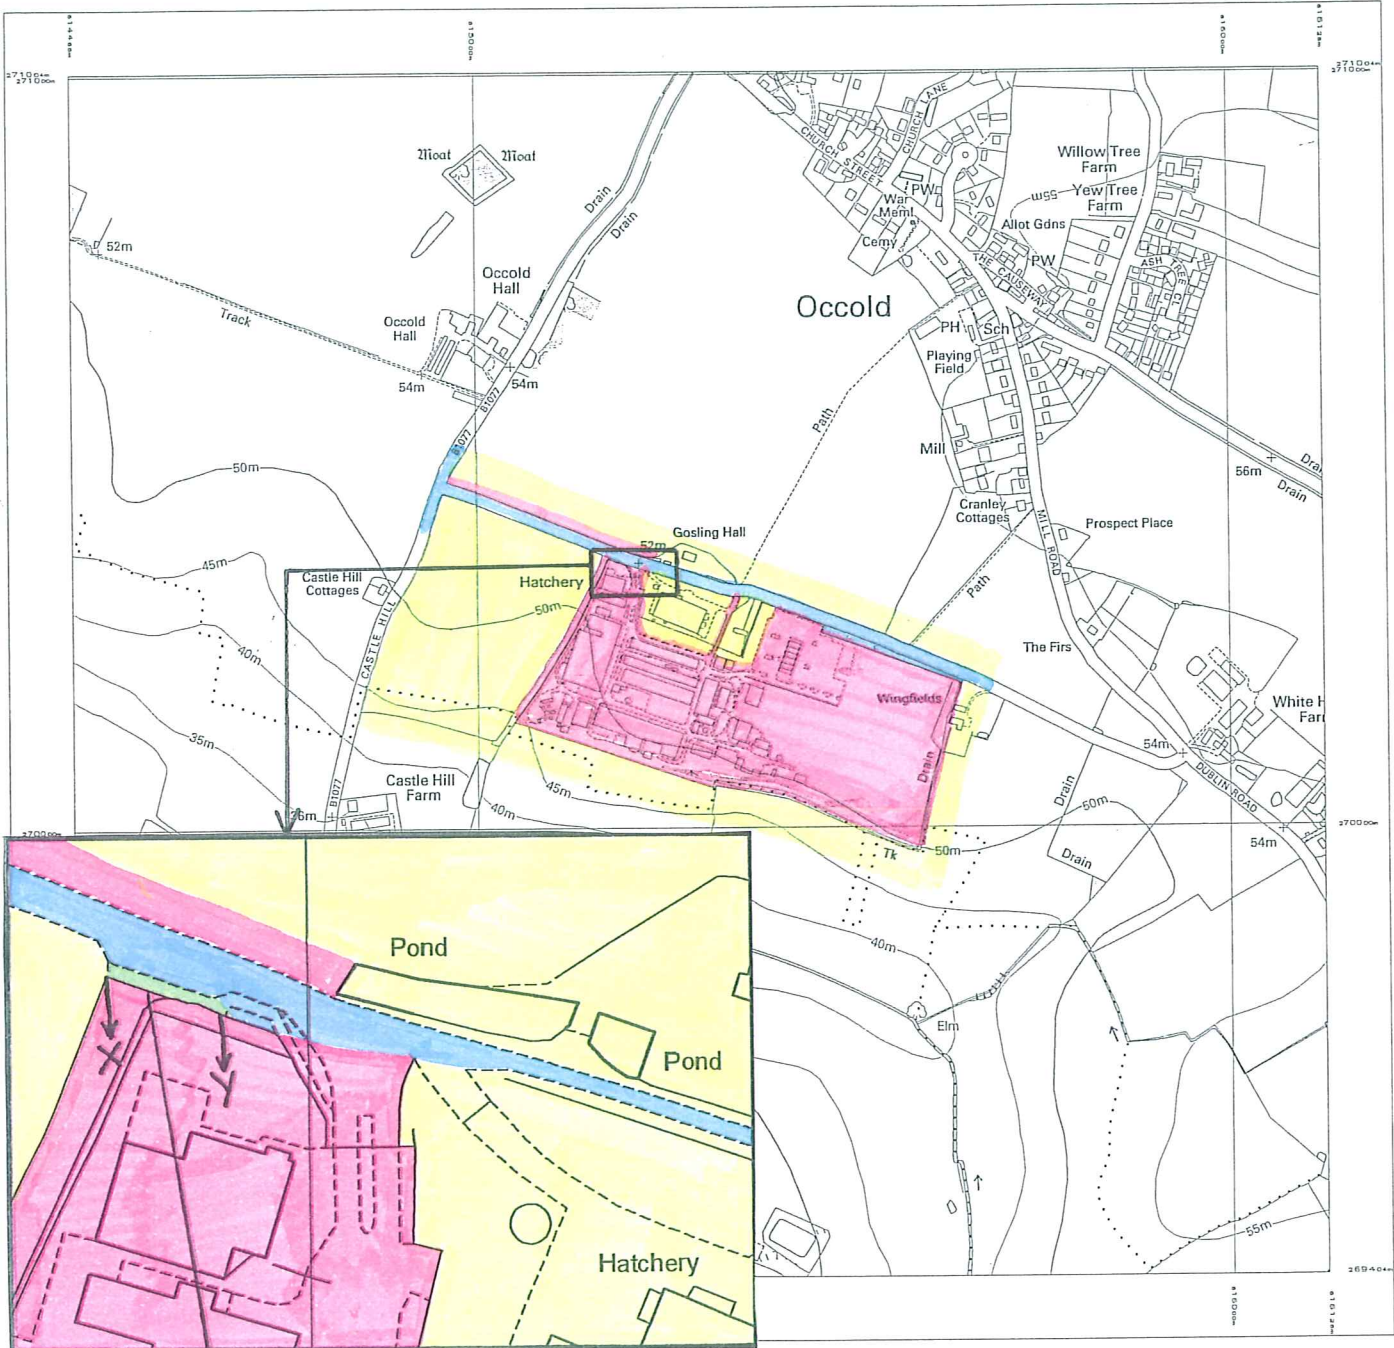 Moat
Moat
Drain
Drain
CHURCH STREET
CHURCH LANE
PW
War
Meml
Cemy
Willow Tree
Farm
55m
Yew Tree
Farm
Allot Gdns
PW
THE CAUSEWAY
ASH TREE CL
52m
Track
Occold
Hall
Occold
Hall
54m
54m
B1077
B1077
Occold
PH
Sch
Playing
Field
Path
Mill
56m
Drain
50m
Cranley
Cottages
MILL ROAD
Prospect Place
Path
Gosling Hall
52m
Hatchery
50m
45m
Castle Hill
Cottages
CASTLE HILL
40m
35m
The Firs
Wingfields
Drain
White H
Farm
54m
DUBLIN ROAD
54m
Drain
50m
Drain
Castle Hill
Farm
B1077
36m
45m
40m
Tk
50m
40m
Elm
55m
Pond
Pond
X
Y
Hatchery